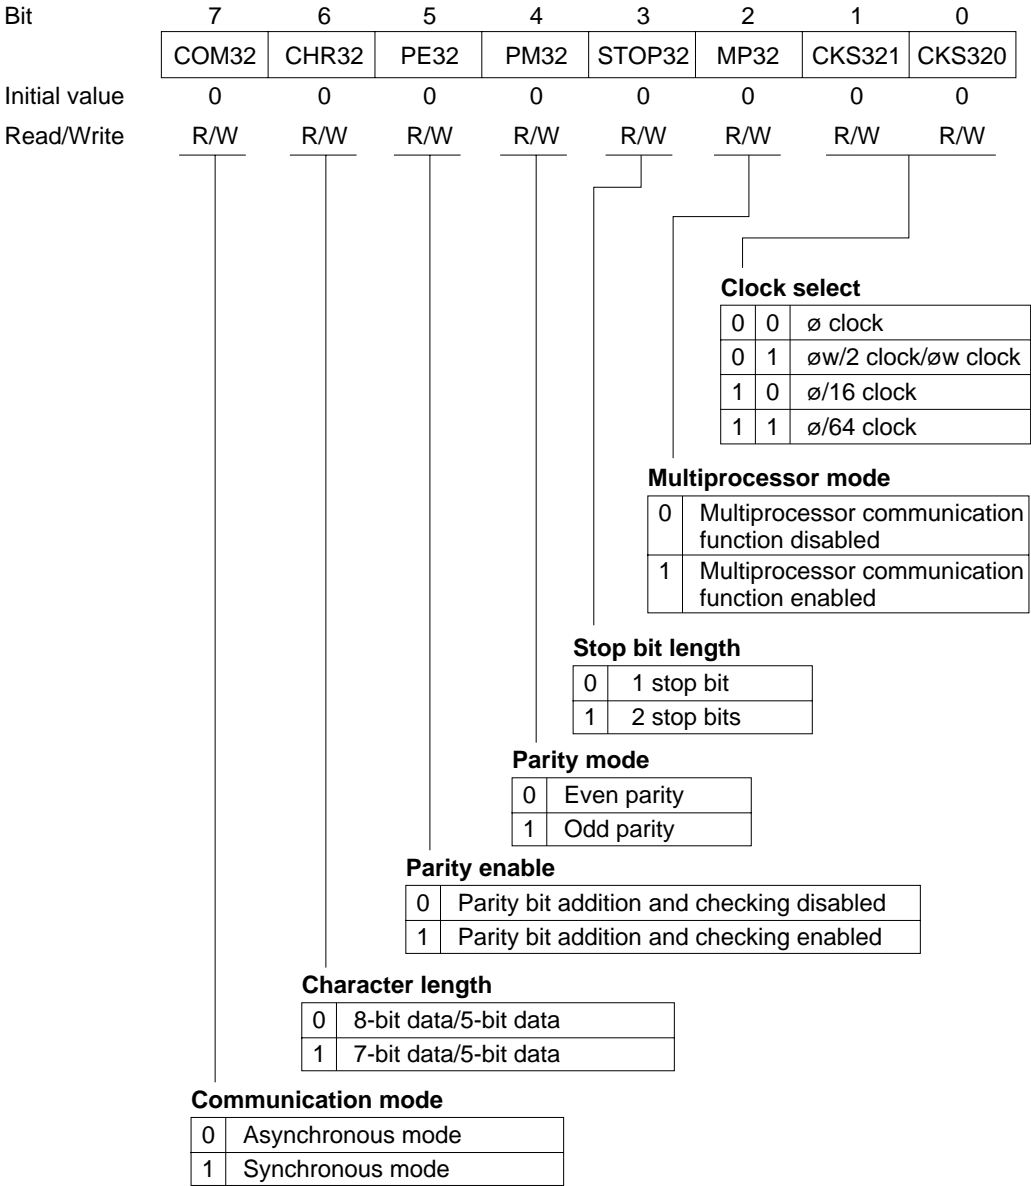 Bit 7 6 5 4 3 2 1 0
COM32 CHR32 PE32 PM32 STOP32 MP32 CKS321 CKS320
Initial value 0 0 0 0 0 0 0 0
Read/Write R/W R/W R/W R/W R/W R/W R/W R/W
Clock select
0 0 ø clock
0 1 øw/2 clock/øw clock
1 0 ø/16 clock
1 1 ø/64 clock
Multiprocessor mode
0 Multiprocessor communication
function disabled
1 Multiprocessor communication
function enabled
Stop bit length
0 1 stop bit
1 2 stop bits
Parity mode
0 Even parity
1 Odd parity
Parity enable
0 Parity bit addition and checking disabled
1 Parity bit addition and checking enabled
Character length
0 8-bit data/5-bit data
1 7-bit data/5-bit data
Communication mode
0 Asynchronous mode
1 Synchronous mode